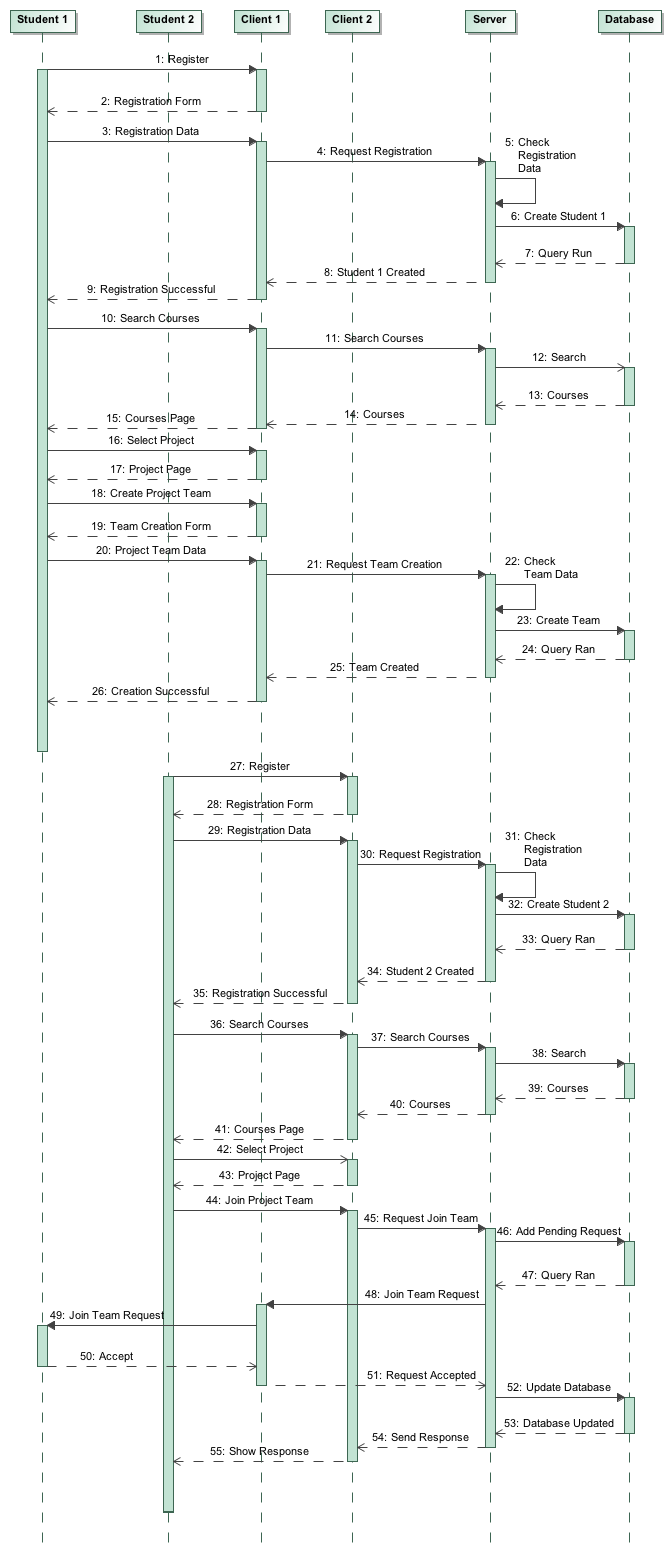 Student 1
Student 2
Client 1
Client 2
Server
Database
1: Register
2: Registration Form
3: Registration Data
4: Request Registration
5: Check
Registration
Data
6: Create Student 1
7: Query Run
8: Student 1 Created
9: Registration Successful
10: Search Courses
11: Search Courses
12: Search
13: Courses
14: Courses
15: Courses Page
16: Select Project
17: Project Page
18: Create Project Team
19: Team Creation Form
20: Project Team Data
21: Request Team Creation
22: Check
Team Data
23: Create Team
24: Query Ran
25: Team Created
26: Creation Successful
27: Register
28: Registration Form
29: Registration Data
30: Request Registration
31: Check
Registration
Data
32: Create Student 2
33: Query Ran
34: Student 2 Created
35: Registration Successful
36: Search Courses
37: Search Courses
38: Search
39: Courses
40: Courses
41: Courses Page
42: Select Project
43: Project Page
44: Join Project Team
45: Request Join Team
46: Add Pending Request
47: Query Ran
48: Join Team Request
49: Join Team Request
50: Accept
51: Request Accepted
52: Update Database
53: Database Updated
54: Send Response
55: Show Response